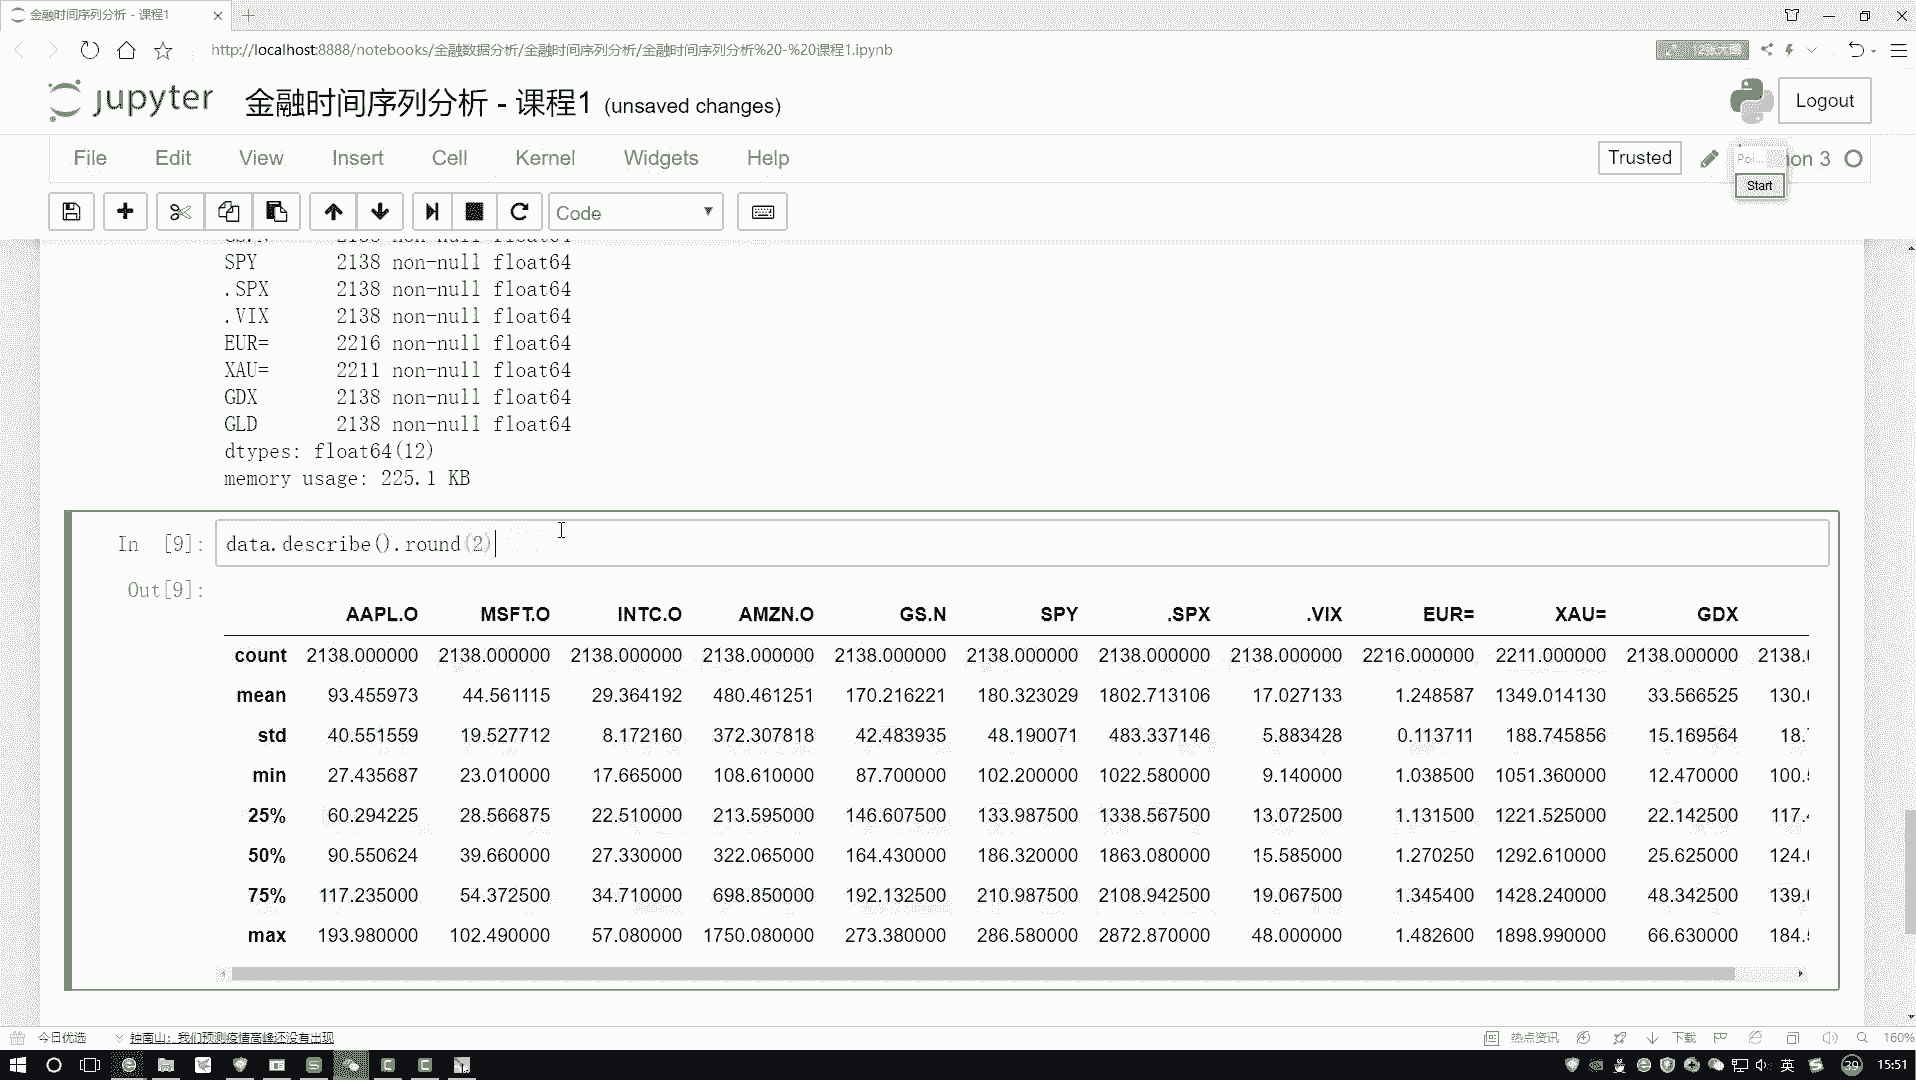 金融时间序列分析 - 课程1
http://localhost:8888/notebooks/金融数据分析/金融时间序列分析/金融时间序列分析%20-%20课程1.ipynb
jupyter 金融时间序列分析 - 课程1 (unsaved changes) Logout
File Edit View Insert Cell Kernel Widgets Help Trusted Poi... on 3
Start
Code
SPY 2138 non-null float64
.SPX 2138 non-null float64
.VIX 2138 non-null float64
EUR= 2216 non-null float64
XAU= 2211 non-null float64
GDX 2138 non-null float64
GLD 2138 non-null float64
dtypes: float64(12)
memory usage: 225.1 KB
In [9]: data.describe().round(2)
Out[9]:
AAPL.O MSFT.O INTC.O AMZN.O GS.N SPY .SPX .VIX EUR= XAU= GDX
count 2138.000000 2138.000000 2138.000000 2138.000000 2138.000000 2138.000000 2138.000000 2138.000000 2216.000000 2211.000000 2138.000000 2138.
mean 93.455973 44.561115 29.364192 480.461251 170.216221 180.323029 1802.713106 17.027133 1.248587 1349.014130 33.566525 130.
std 40.551559 19.527712 8.172160 372.307818 42.483935 48.190071 483.337146 5.883428 0.113711 188.745856 15.169564 18.
min 27.435687 23.010000 17.665000 108.610000 87.700000 102.200000 1022.580000 9.140000 1.038500 1051.360000 12.470000 100.
25% 60.294225 28.566875 22.510000 213.595000 146.607500 133.987500 1338.567500 13.072500 1.131500 1221.525000 22.142500 117.
50% 90.550624 39.660000 27.330000 322.065000 164.430000 186.320000 1863.080000 15.585000 1.270250 1292.610000 25.625000 124.
75% 117.235000 54.372500 34.710000 698.850000 192.132500 210.987500 2108.942500 19.067500 1.345400 1428.240000 48.342500 139.
max 193.980000 102.490000 57.080000 1750.080000 273.380000 286.580000 2872.870000 48.000000 1.482600 1898.990000 66.630000 184.
今日优选 钟南山：我们预测疫情高峰还没有出现 热点资讯 下载 160%
英 39 15:51